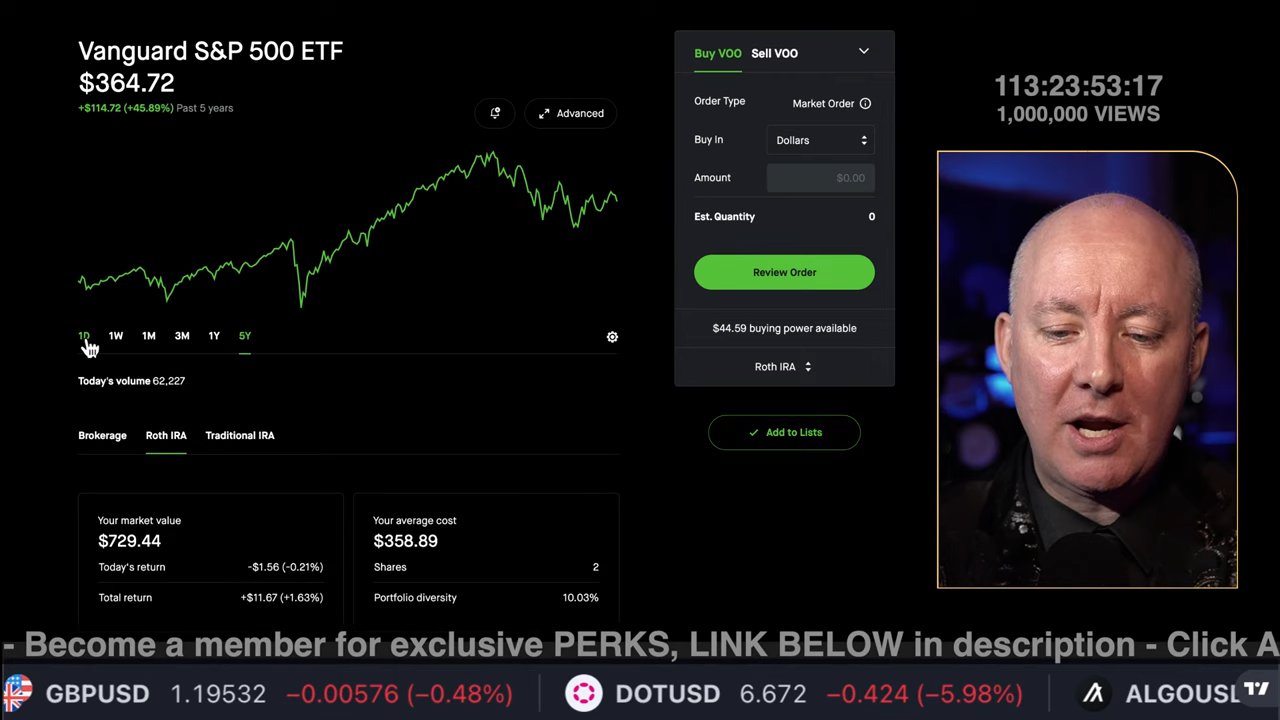 Vanguard S&P 500 ETF
$364.72
+$114.72 (+45.89%) Past 5 years
Advanced
1D 1W 1M 3M 1Y 5Y
Today's volume 62,227
Brokerage Roth IRA Traditional IRA
Your market value
$729.44
Today's return -$1.56 (-0.21%)
Total return +$11.67 (+1.63%)
Your average cost
$358.89
Shares 2
Portfolio diversity 10.03%
Buy VOO Sell VOO
Order Type Market Order
Buy In Dollars
Amount $0.00
Est. Quantity 0
Review Order
$44.59 buying power available
Roth IRA
Add to Lists
113:23:53:17
1,000,000 VIEWS
- Become a member for exclusive PERKS, LINK BELOW in description - Click A
GBPUSD 1.19532 −0.00576 (−0.48%) DOTUSD 6.672 −0.424 (−5.98%) ALGOUS